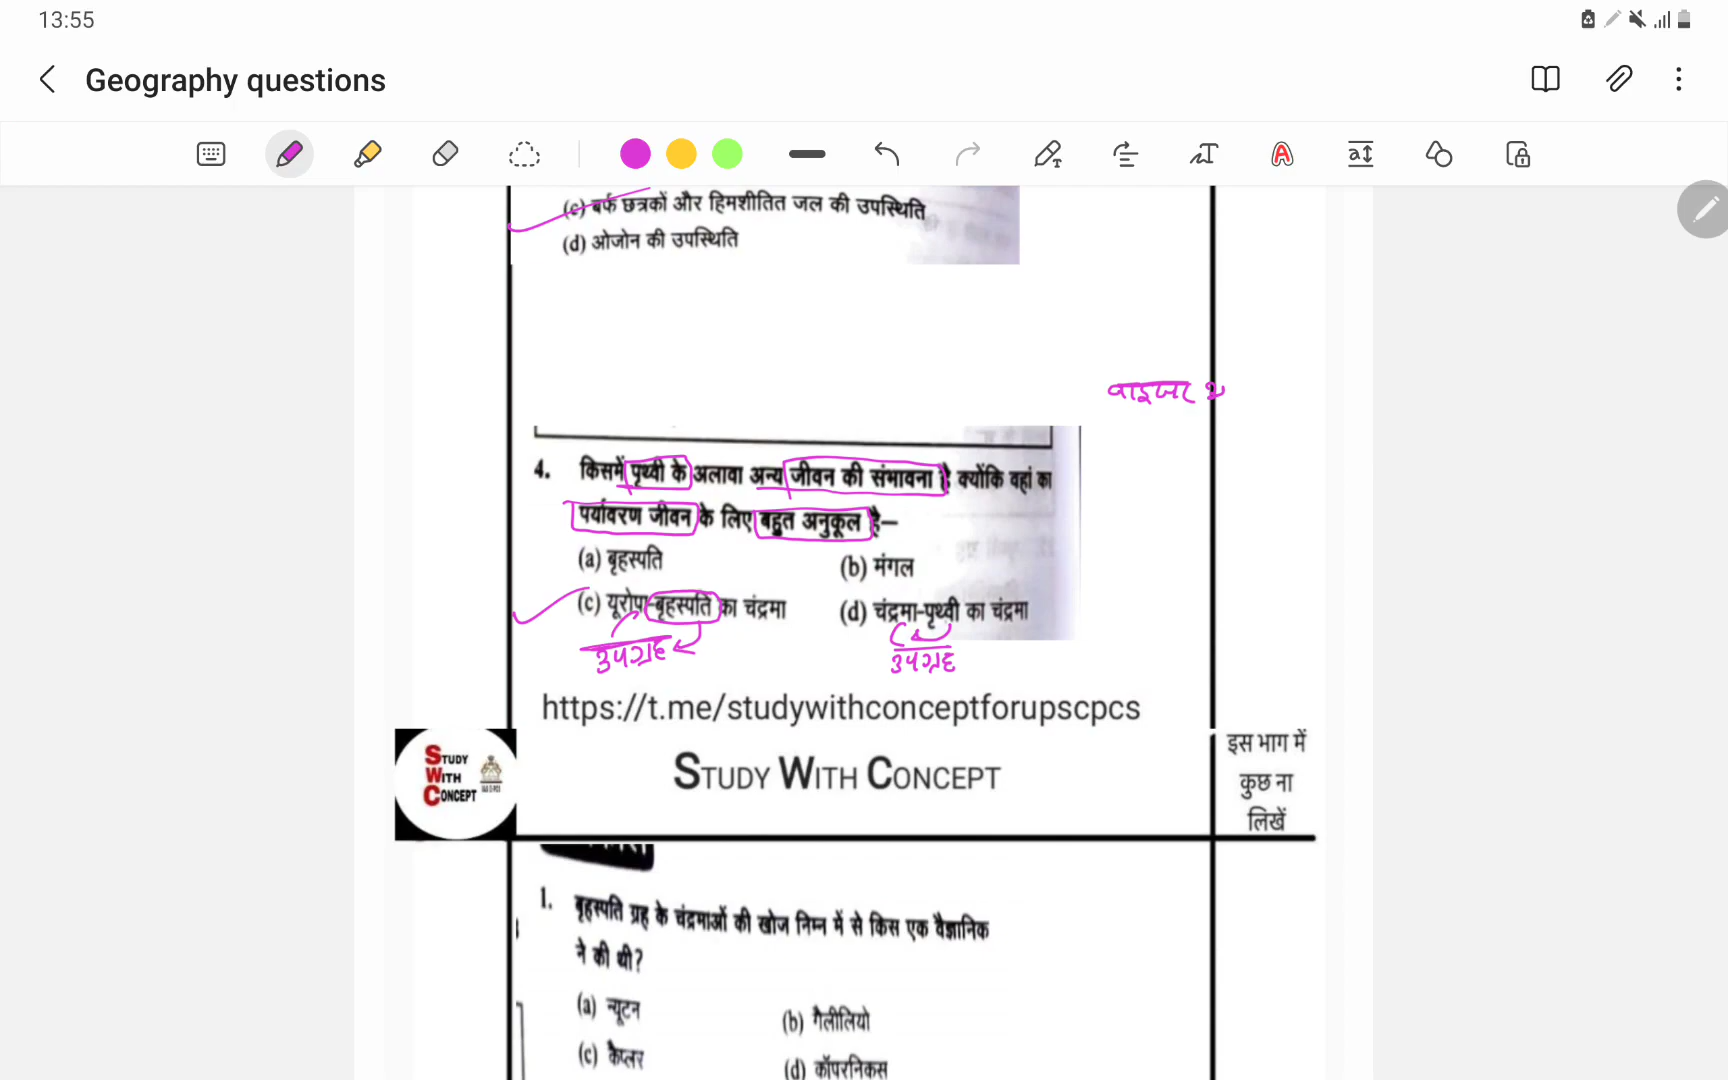 13:55
Geography questions
(c) बर्फ छत्रकों और हिमशीतित जल की उपस्थिति
(d) ओजोन की उपस्थिति
वाइजर २
4. किसमें पृथ्वी के अलावा अन्य जीवन की संभावना है क्योंकि वहां का
पर्यावरण जीवन के लिए बहुत अनुकूल है–
(a) बृहस्पति (b) मंगल
(c) यूरोपा-बृहस्पति का चंद्रमा (d) चंद्रमा-पृथ्वी का चंद्रमा
उपग्रह उपग्रह
https://t.me/studywithconceptforupscpcs
STUDY WITH CONCEPT
STUDY WITH CONCEPT
इस भाग में
कुछ ना
लिखें
1. बृहस्पति ग्रह के चंद्रमाओं की खोज निम्न में से किस एक वैज्ञानिक
ने की थी?
(a) न्यूटन (b) गैलीलियो
(c) कैप्लर (d) कॉपरनिकस